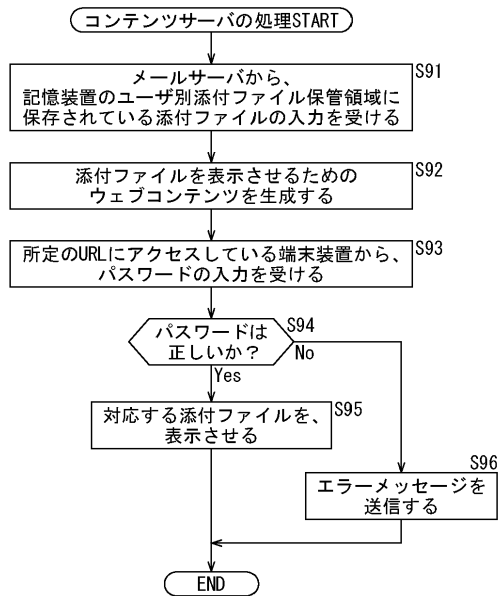 コンテンツサーバの処理START
S91
メールサーバから、
記憶装置のユーザ別添付ファイル保管領域に
保存されている添付ファイルの入力を受ける
S92
添付ファイルを表示させるための
ウェブコンテンツを生成する
S93
所定のURLにアクセスしている端末装置から、
パスワードの入力を受ける
S94
パスワードは
正しいか？
No
Yes
S95
対応する添付ファイルを、
表示させる
S96
エラーメッセージを
送信する
END